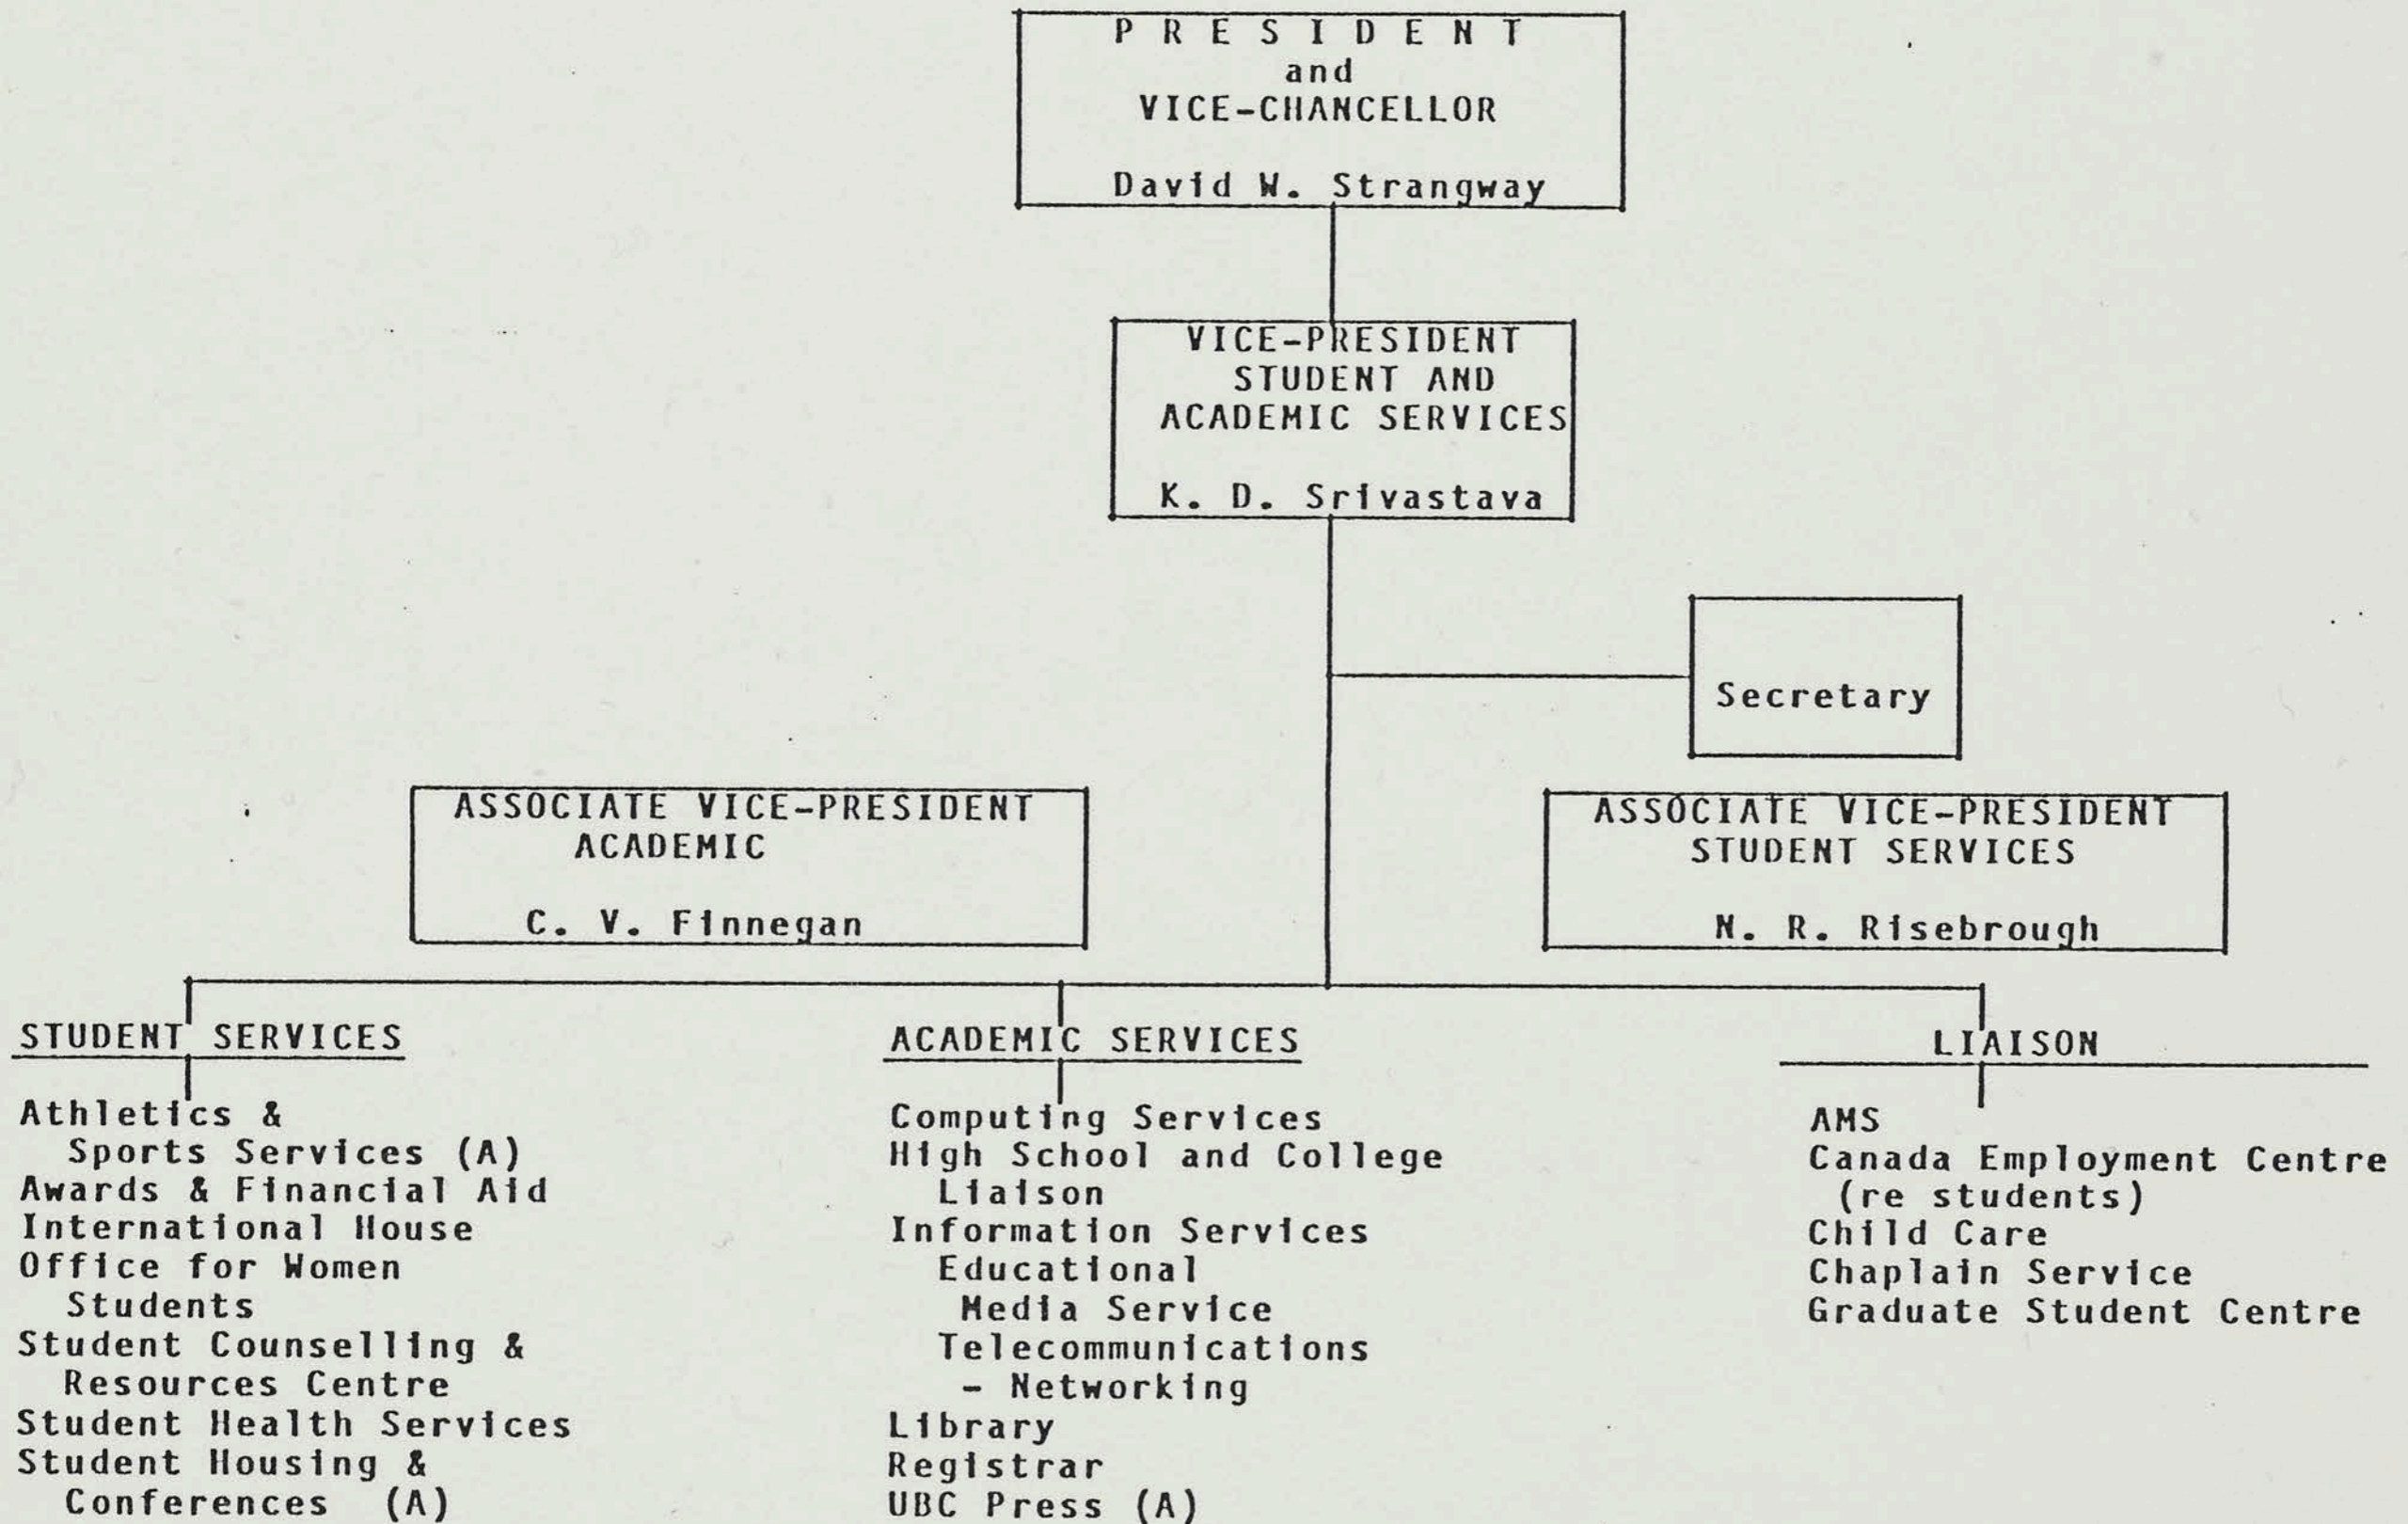 P R E S I D E N T
and
VICE-CHANCELLOR
David W. Strangway
VICE-PRESIDENT
STUDENT AND
ACADEMIC SERVICES
K. D. Srivastava
Secretary
ASSOCIATE VICE-PRESIDENT
ACADEMIC
C. V. Finnegan
ASSOCIATE VICE-PRESIDENT
STUDENT SERVICES
N. R. Risebrough
STUDENT SERVICES
Athletics &
Sports Services (A)
Awards & Financial Aid
International House
Office for Women
Students
Student Counselling &
Resources Centre
Student Health Services
Student Housing &
Conferences (A)
ACADEMIC SERVICES
Computing Services
High School and College
Liaison
Information Services
Educational
Media Service
Telecommunications
- Networking
Library
Registrar
UBC Press (A)
LIAISON
AMS
Canada Employment Centre
(re students)
Child Care
Chaplain Service
Graduate Student Centre